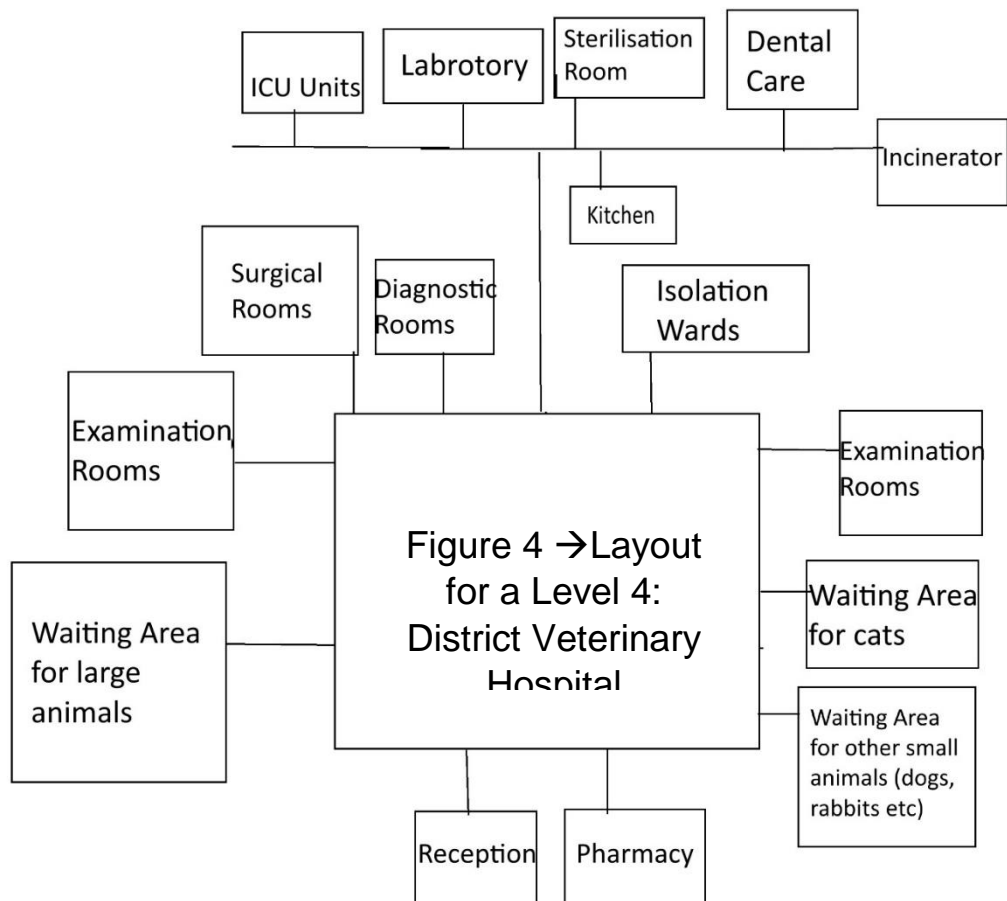 ICU Units
Labrotory
Sterilisation
Room
Dental
Care
Incinerator
Kitchen
Surgical
Rooms
Diagnostic
Rooms
Isolation
Wards
Examination
Rooms
Examination
Rooms
Figure 4 →Layout
for a Level 4:
District Veterinary
Hospital
Waiting Area
for large
animals
Waiting Area
for cats
Waiting Area
for other small
animals (dogs,
rabbits etc)
Reception
Pharmacy